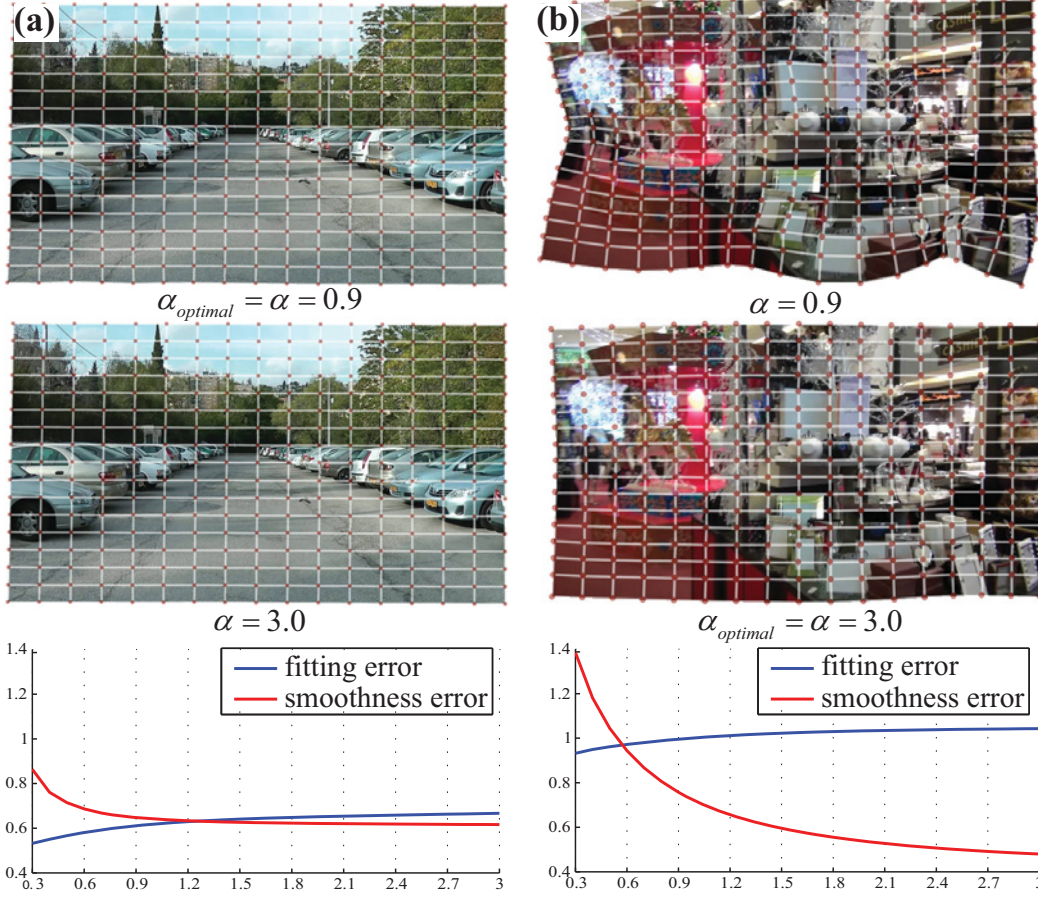 (a)
(b)
α_optimal = α = 0.9
α = 0.9
α = 3.0
α_optimal = α = 3.0
1.4
1.2
1
0.8
0.6
0.4
fitting error
smoothness error
0.3 0.6 0.9 1.2 1.5 1.8 2.1 2.4 2.7 3
1.4
1.2
1
0.8
0.6
0.4
fitting error
smoothness error
0.3 0.6 0.9 1.2 1.5 1.8 2.1 2.4 2.7 3